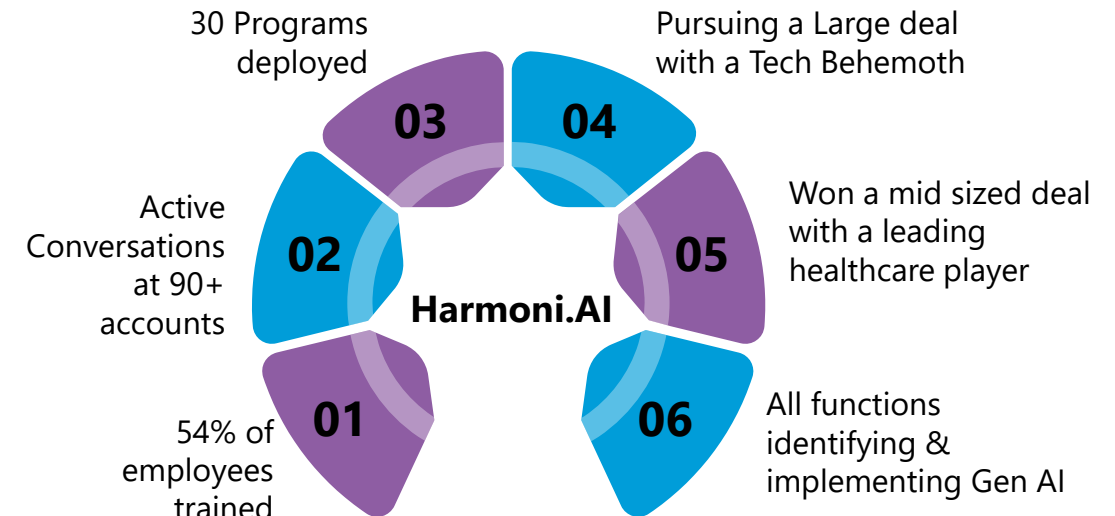 30 Programs
deployed
03
04
Pursuing a Large deal
with a Tech Behemoth
Active
Conversations
at 90+
accounts
02
05
Won a mid sized deal
with a leading
healthcare player
Harmoni.AI
54% of
employees
trained
01
06
All functions
identifying &
implementing Gen AI